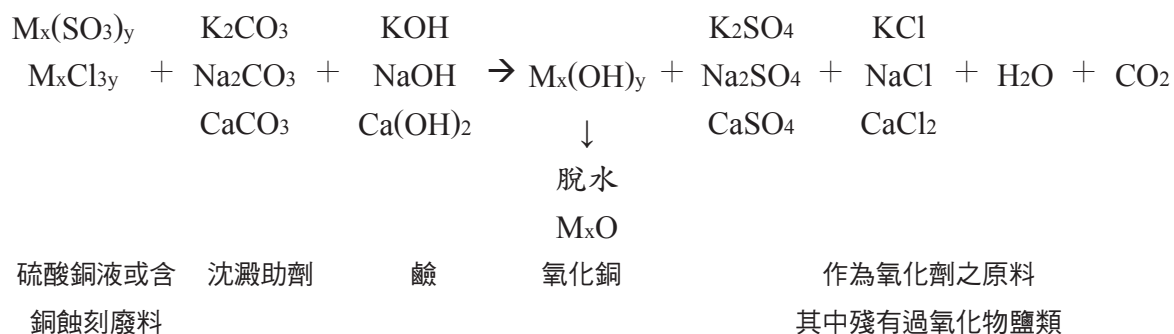 Mx(SO3)y K2CO3 KOH K2SO4 KCl
MxCl3y + Na2CO3 + NaOH → Mx(OH)y + Na2SO4 + NaCl + H2O + CO2
CaCO3 Ca(OH)2 ↓ CaSO4 CaCl2
脫水
MxO
硫酸銅液或含 沈澱助劑 鹼 氧化銅 作為氧化劑之原料
銅蝕刻廢料 其中殘有過氧化物鹽類